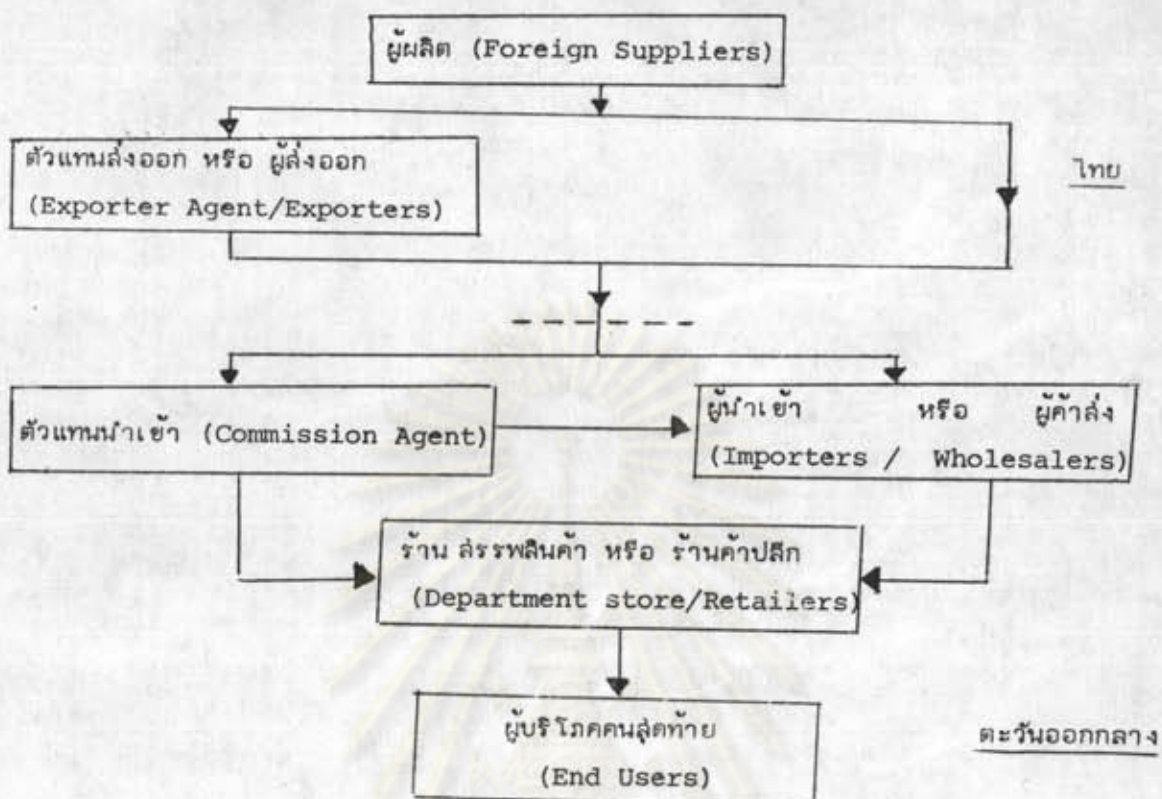 ผู้ผลิต (Foreign Suppliers)
ตัวแทนส่งออก หรือ ผู้ส่งออก
(Exporter Agent/Exporters)
ไทย
ตัวแทนนำเข้า (Commission Agent)
ผู้นำเข้า หรือ ผู้ค้าส่ง
(Importers / Wholesalers)
ร้าน สรรพสินค้า หรือ ร้านค้าปลีก
(Department store/Retailers)
ผู้บริโภคคนสุดท้าย
(End Users)
ตะวันออกกลาง